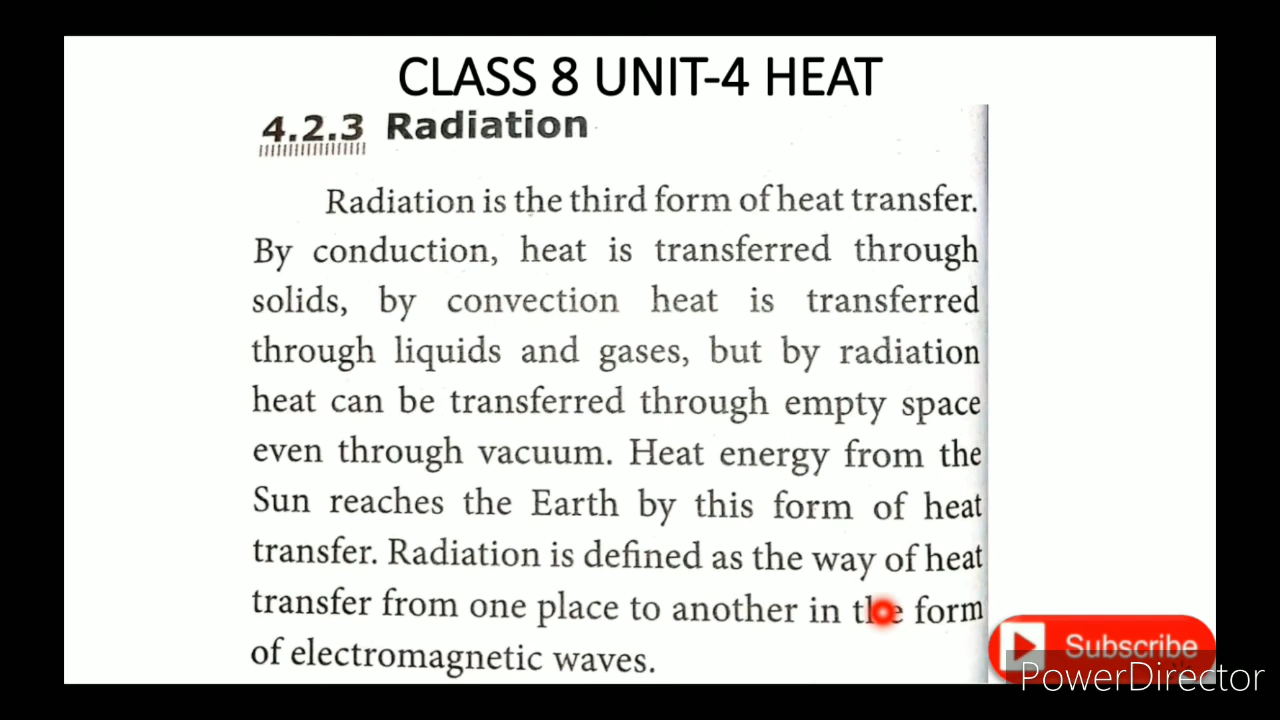 CLASS 8 UNIT-4 HEAT
4.2.3 Radiation
Radiation is the third form of heat transfer.
By conduction, heat is transferred through
solids, by convection heat is transferred
through liquids and gases, but by radiation
heat can be transferred through empty space
even through vacuum. Heat energy from the
Sun reaches the Earth by this form of heat
transfer. Radiation is defined as the way of heat
transfer from one place to another in the form
of electromagnetic waves.
Subscribe
PowerDirector